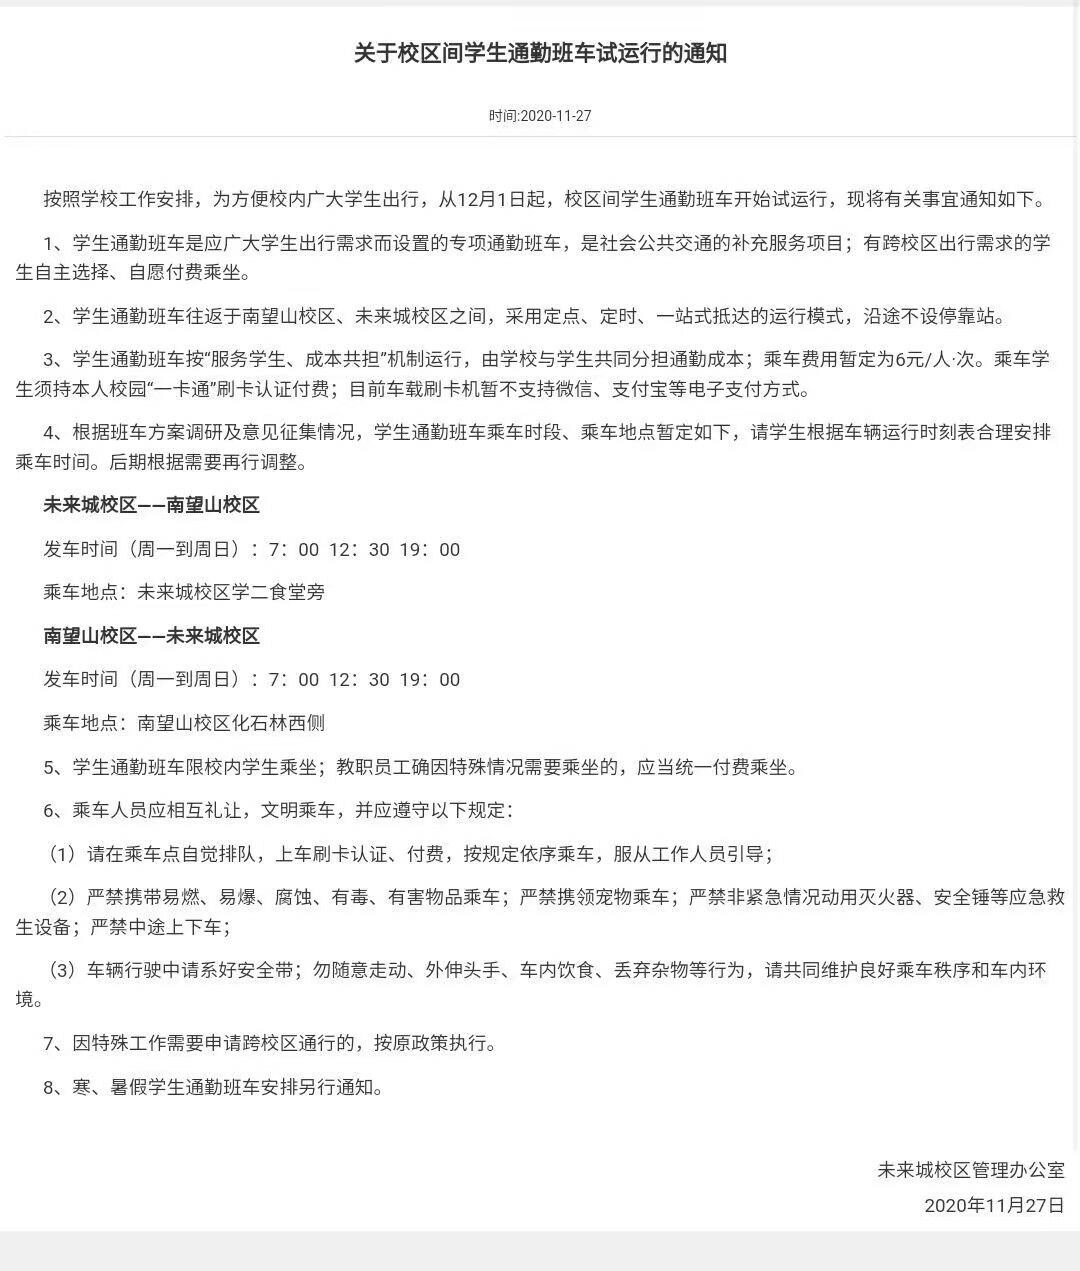 关于校区间学生通勤班车试运行的通知
时间:2020-11-27
按照学校工作安排，为方便校内广大学生出行，从12月1日起，校区间学生通勤班车开始试运行，现将有关事宜通知如下。
1、学生通勤班车是应广大学生出行需求而设置的专项通勤班车，是社会公共交通的补充服务项目；有跨校区出行需求的学
生自主选择、自愿付费乘坐。
2、学生通勤班车往返于南望山校区、未来城校区之间，采用定点、定时、一站式抵达的运行模式，沿途不设停靠站。
3、学生通勤班车按“服务学生、成本共担”机制运行，由学校与学生共同分担通勤成本；乘车费用暂定为6元/人·次。乘车学
生须持本人校园“一卡通”刷卡认证付费；目前车载刷卡机暂不支持微信、支付宝等电子支付方式。
4、根据班车方案调研及意见征集情况，学生通勤班车乘车时段、乘车地点暂定如下，请学生根据车辆运行时刻表合理安排
乘车时间。后期根据需要再行调整。
未来城校区——南望山校区
发车时间（周一到周日）：7：00 12：30 19：00
乘车地点：未来城校区学二食堂旁
南望山校区——未来城校区
发车时间（周一到周日）：7：00 12：30 19：00
乘车地点：南望山校区化石林西侧
5、学生通勤班车限校内学生乘坐；教职员工确因特殊情况需要乘坐的，应当统一付费乘坐。
6、乘车人员应相互礼让，文明乘车，并应遵守以下规定：
（1）请在乘车点自觉排队，上车刷卡认证、付费，按规定依序乘车，服从工作人员引导；
（2）严禁携带易燃、易爆、腐蚀、有毒、有害物品乘车；严禁携领宠物乘车；严禁非紧急情况动用灭火器、安全锤等应急救
生设备；严禁中途上下车；
（3）车辆行驶中请系好安全带；勿随意走动、外伸头手、车内饮食、丢弃杂物等行为，请共同维护良好乘车秩序和车内环
境。
7、因特殊工作需要申请跨校区通行的，按原政策执行。
8、寒、暑假学生通勤班车安排另行通知。
未来城校区管理办公室
2020年11月27日